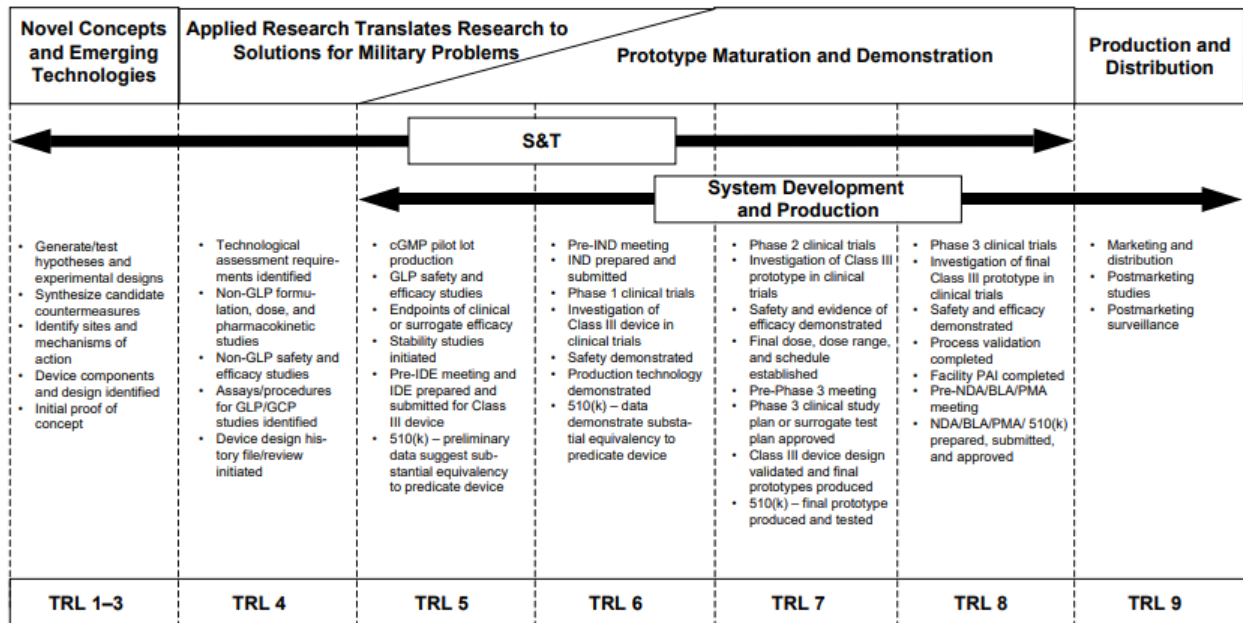 Novel Concepts
and Emerging
Technologies
Applied Research Translates Research to
Solutions for Military Problems
Prototype Maturation and Demonstration
Production and
Distribution
S&T
System Development
and Production
• Generate/test
hypotheses and
experimental designs
• Synthesize candidate
countermeasures
• Identify sites and
mechanisms of
action
• Device components
and design identified
• Initial proof of
concept
• Technological
assessment require-
ments identified
• Non-GLP formu-
lation, dose, and
pharmacokinetic
studies
• Non-GLP safety and
efficacy studies
• Assays/procedures
for GLP/GCP
studies identified
• Device design his-
tory file/review
initiated
• cGMP pilot lot
production
• GLP safety and
efficacy studies
• Endpoints of clinical
or surrogate efficacy
• Stability studies
initiated
• Pre-IDE meeting and
IDE prepared and
submitted for Class
III device
• 510(k) – preliminary
data suggest sub-
stantial equivalency
to predicate device
• Pre-IND meeting
• IND prepared and
submitted
• Phase 1 clinical trials
• Investigation of
Class III device in
clinical trials
• Safety demonstrated
• Production technology
demonstrated
• 510(k) – data
demonstrate substa-
ntial equivalency to
predicate device
• Phase 2 clinical trials
• Investigation of Class III
prototype in clinical
trials
• Safety and evidence of
efficacy demonstrated
• Final dose, dose range,
and schedule
established
• Pre-Phase 3 meeting
• Phase 3 clinical study
plan or surrogate test
plan approved
• Class III device design
validated and final
prototypes produced
• 510(k) – final prototype
produced and tested
• Phase 3 clinical trials
• Investigation of final
Class III prototype in
clinical trials
• Safety and efficacy
demonstrated
• Process validation
completed
• Facility PAI completed
• Pre-NDA/BLA/PMA
meeting
• NDA/BLA/PMA/ 510(k)
prepared, submitted,
and approved
• Marketing and
distribution
• Postmarketing
studies
• Postmarketing
surveillance
TRL 1–3
TRL 4
TRL 5
TRL 6
TRL 7
TRL 8
TRL 9